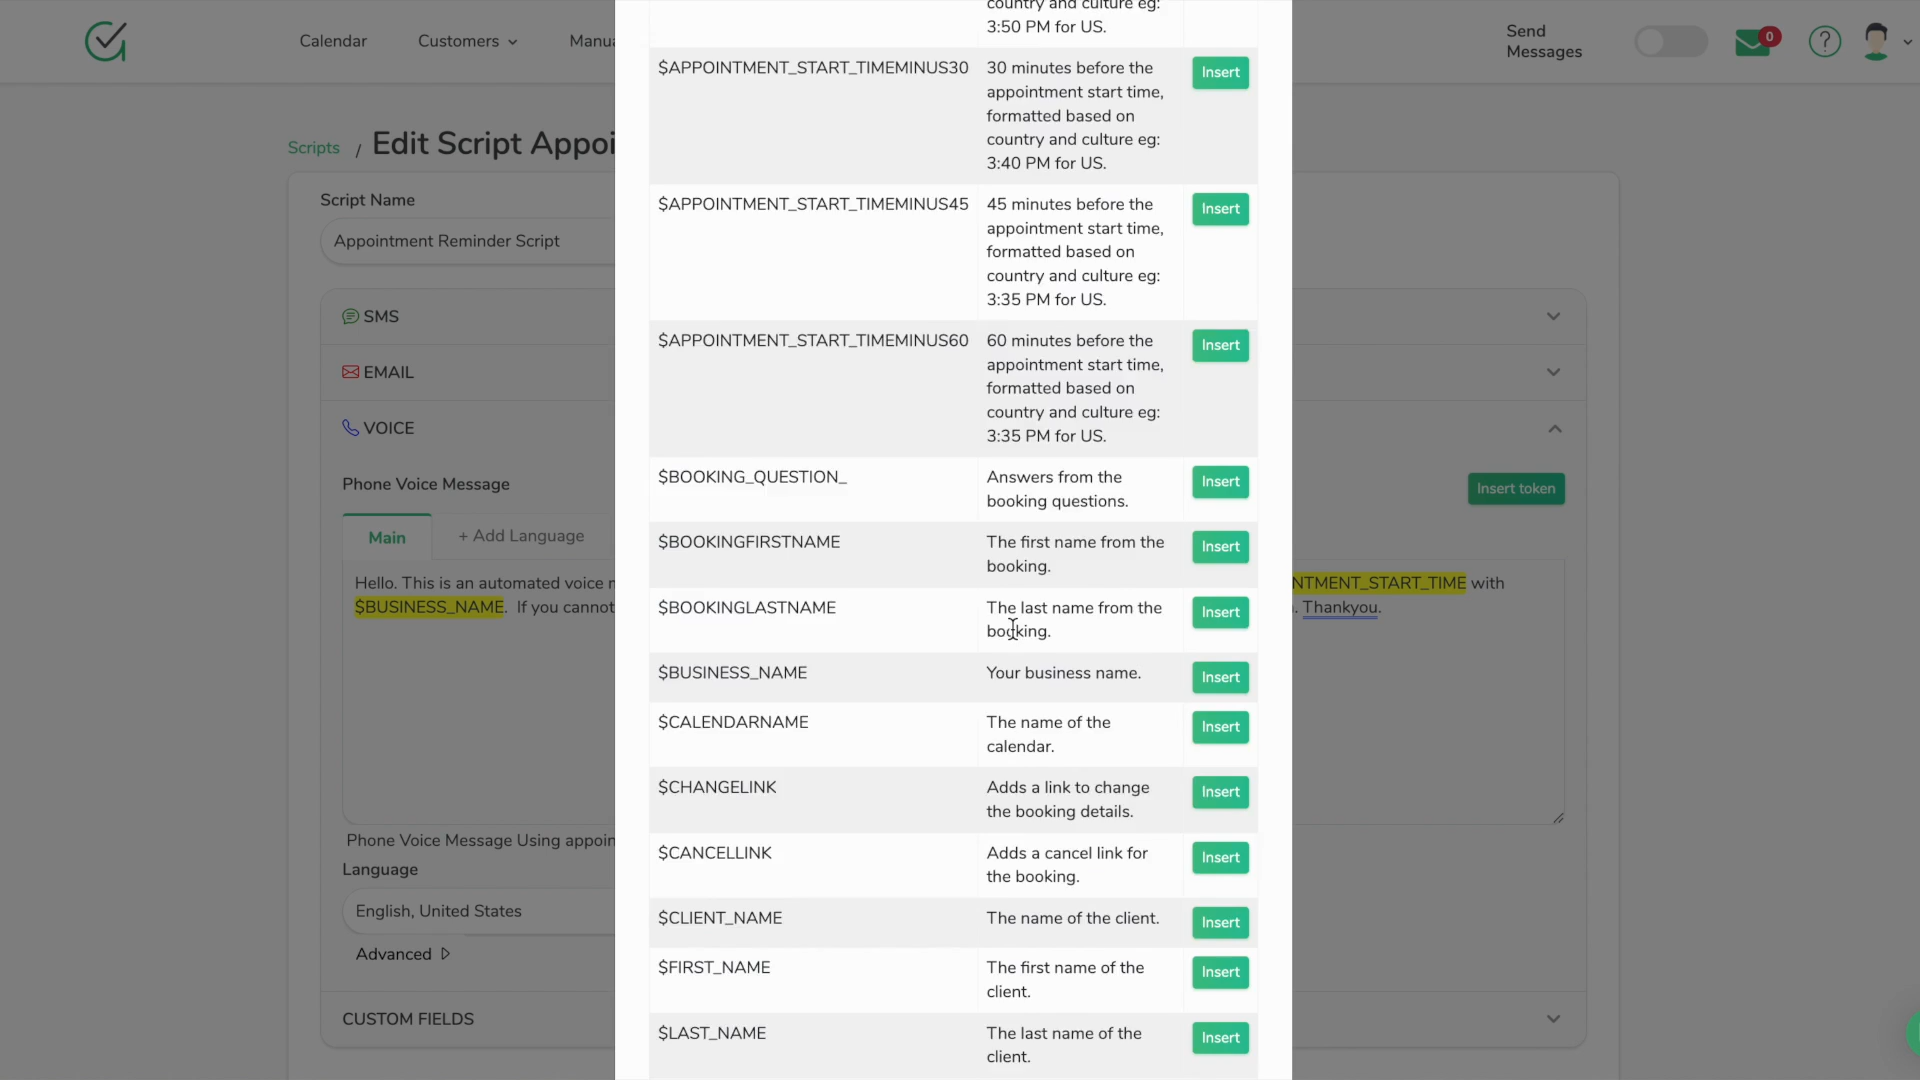 country and culture eg:
3:50 PM for US.
Calendar
Customers
Manua
Send
Messages
0
?
$APPOINTMENT_START_TIMEMINUS30
30 minutes before the
appointment start time,
formatted based on
country and culture eg:
3:40 PM for US.
Insert
Scripts / Edit Script Appoi
Script Name
Appointment Reminder Script
$APPOINTMENT_START_TIMEMINUS45
45 minutes before the
appointment start time,
formatted based on
country and culture eg:
3:35 PM for US.
Insert
SMS
EMAIL
VOICE
$APPOINTMENT_START_TIMEMINUS60
60 minutes before the
appointment start time,
formatted based on
country and culture eg:
3:35 PM for US.
Insert
Phone Voice Message
Insert token
Main
+ Add Language
Hello. This is an automated voice
NTMENT_START_TIME with
$BUSINESS_NAME. If you cannot
. Thankyou.
$BOOKING_QUESTION_
Answers from the
booking questions.
Insert
$BOOKINGFIRSTNAME
The first name from the
booking.
Insert
$BOOKINGLASTNAME
The last name from the
booking.
Insert
$BUSINESS_NAME
Your business name.
Insert
$CALENDARNAME
The name of the
calendar.
Insert
$CHANGELINK
Adds a link to change
the booking details.
Insert
$CANCELLINK
Adds a cancel link for
the booking.
Insert
$CLIENT_NAME
The name of the client.
Insert
$FIRST_NAME
The first name of the
client.
Insert
$LAST_NAME
The last name of the
client.
Insert
Phone Voice Message Using appoin
Language
English, United States
Advanced
CUSTOM FIELDS